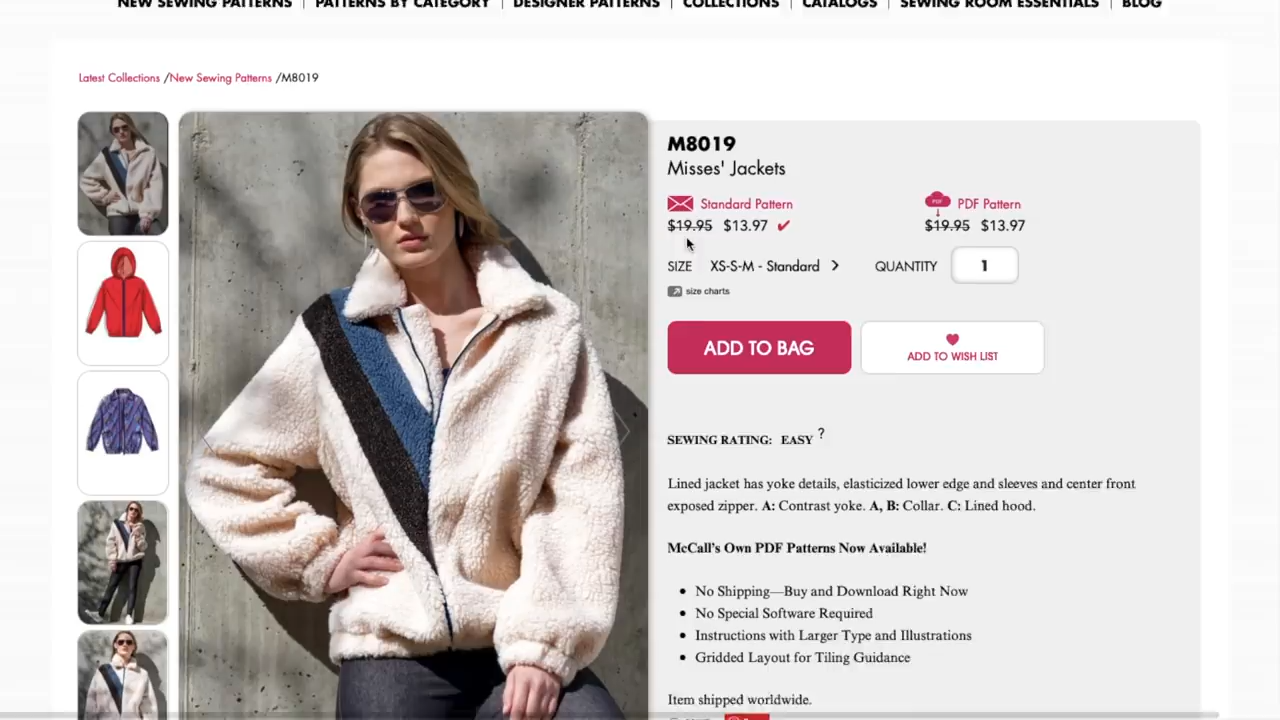 NEW SEWING PATTERNS | PATTERNS BY CATEGORY | DESIGNER PATTERNS | COLLECTIONS | CATALOGS | SEWING ROOM ESSENTIALS | BLOG
Latest Collections /New Sewing Patterns /M8019
M8019
Misses' Jackets
Standard Pattern
$19.95 $13.97 ✔
PDF
PDF Pattern
$19.95 $13.97
SIZE XS-S-M - Standard > QUANTITY 1
size charts
ADD TO BAG
ADD TO WISH LIST
SEWING RATING: EASY ?
Lined jacket has yoke details, elasticized lower edge and sleeves and center front
exposed zipper. A: Contrast yoke. A, B: Collar. C: Lined hood.
McCall's Own PDF Patterns Now Available!
• No Shipping—Buy and Download Right Now
• No Special Software Required
• Instructions with Larger Type and Illustrations
• Gridded Layout for Tiling Guidance
Item shipped worldwide.